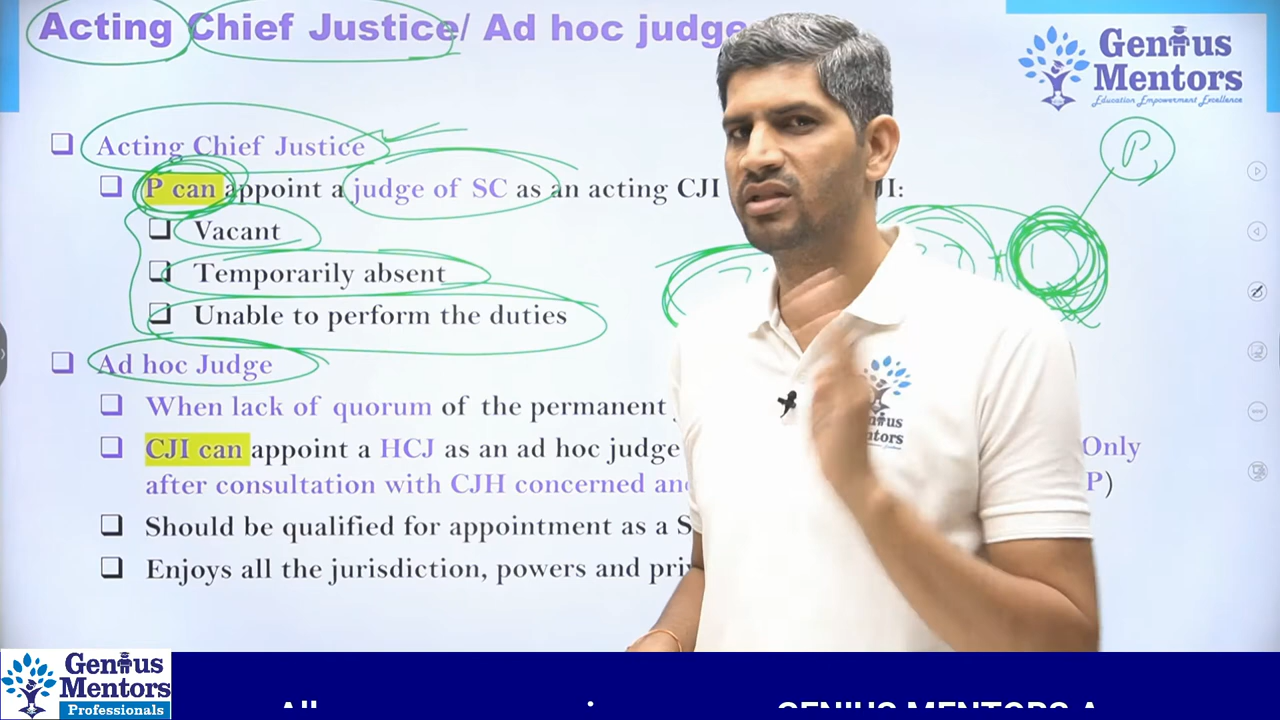 Acting Chief Justice/ Ad hoc judge
Genius
Mentors
Education Empowerment Excellence
Acting Chief Justice
P
P can appoint a judge of SC as an acting CJI
I:
Vacant
Temporarily absent
Unable to perform the duties
Ad hoc Judge
When lack of quorum of the permanent
CJI can appoint a HCJ as an ad hoc judge
Only
after consultation with CJH concerned and
P)
Should be qualified for appointment as a S
Enjoys all the jurisdiction, powers and pri
Genius
Mentors
Professionals
GENIUS MENTORS A